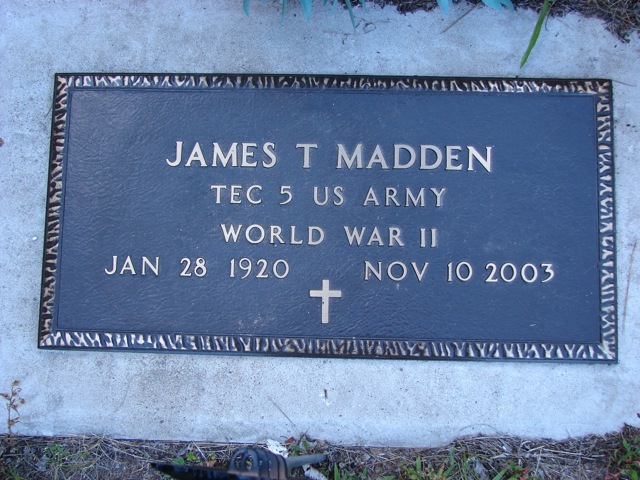 JAMES T MADDEN
TEC 5 US ARMY
WORLD WAR II
JAN 28 1920 NOV 10 2003